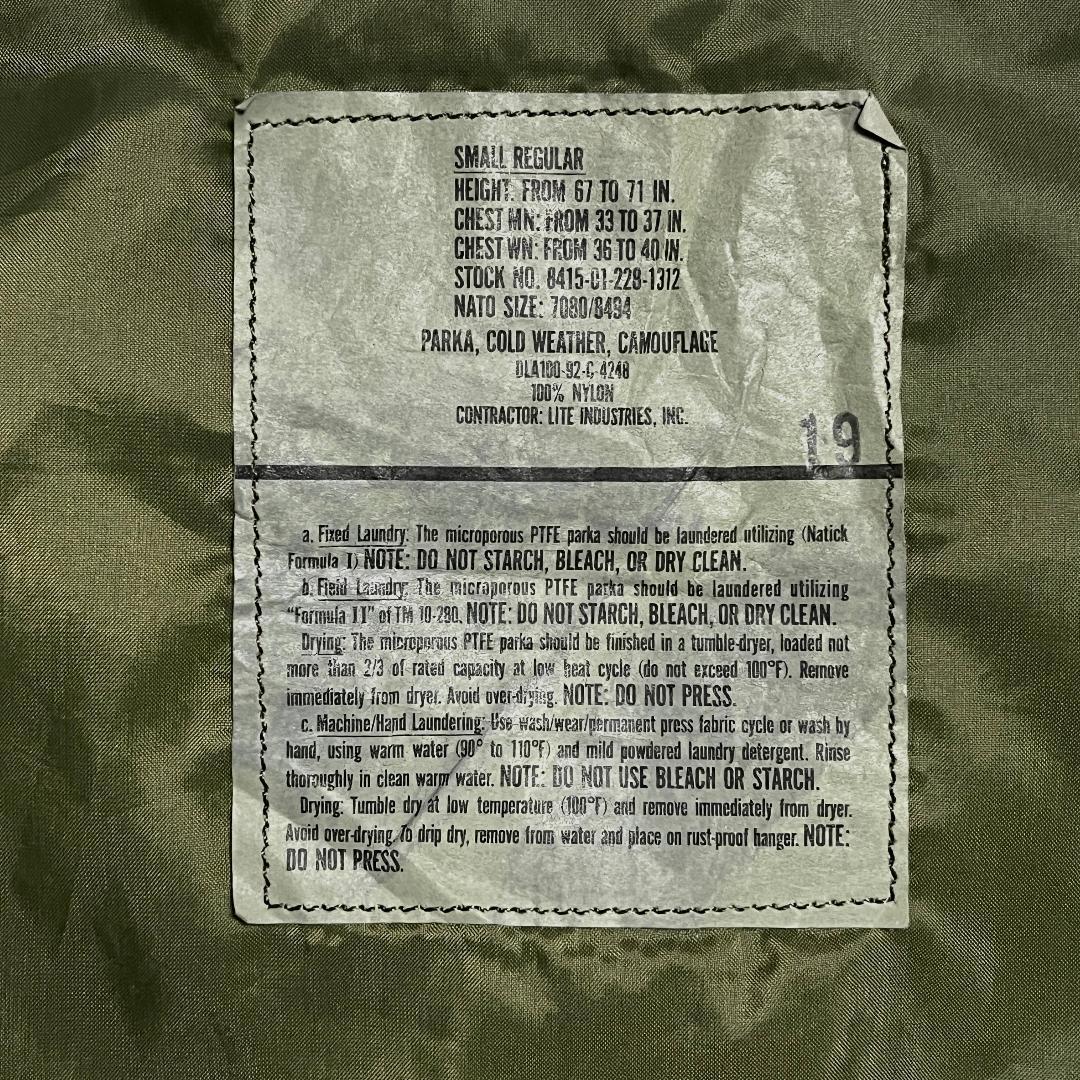 SMALL REGULAR
HEIGHT: FROM 67 TO 71 IN.
CHEST MN: FROM 33 TO 37 IN.
CHEST WN: FROM 36 TO 40 IN.
STOCK NO. 8415-01-228-1312
NATO SIZE: 7080/8494
PARKA, COLD WEATHER, CAMOUFLAGE
DLA100-92-C-4248
100% NYLON
CONTRACTOR: LITE INDUSTRIES, INC.
19
a. Fixed Laundry: The microporous PTFE parka should be laundered utilizing (Natick
Formula I) NOTE: DO NOT STARCH, BLEACH, OR DRY CLEAN.
b. Field Laundry: The microporous PTFE parka should be laundered utilizing
"Formula II" of TM 10-280. NOTE: DO NOT STARCH, BLEACH, OR DRY CLEAN.
Drying: The microporous PTFE parka should be finished in a tumble-dryer, loaded not
more than 2/3 of rated capacity at low heat cycle (do not exceed 100°F). Remove
immediately from dryer. Avoid over-drying. NOTE: DO NOT PRESS.
c. Machine/Hand Laundering: Use wash/wear/permanent press fabric cycle or wash by
hand, using warm water (90° to 110°F) and mild powdered laundry detergent. Rinse
thoroughly in clean warm water. NOTE: DO NOT USE BLEACH OR STARCH.
Drying: Tumble dry at low temperature (100°F) and remove immediately from dryer.
Avoid over-drying. To drip dry, remove from water and place on rust-proof hanger. NOTE:
DO NOT PRESS.